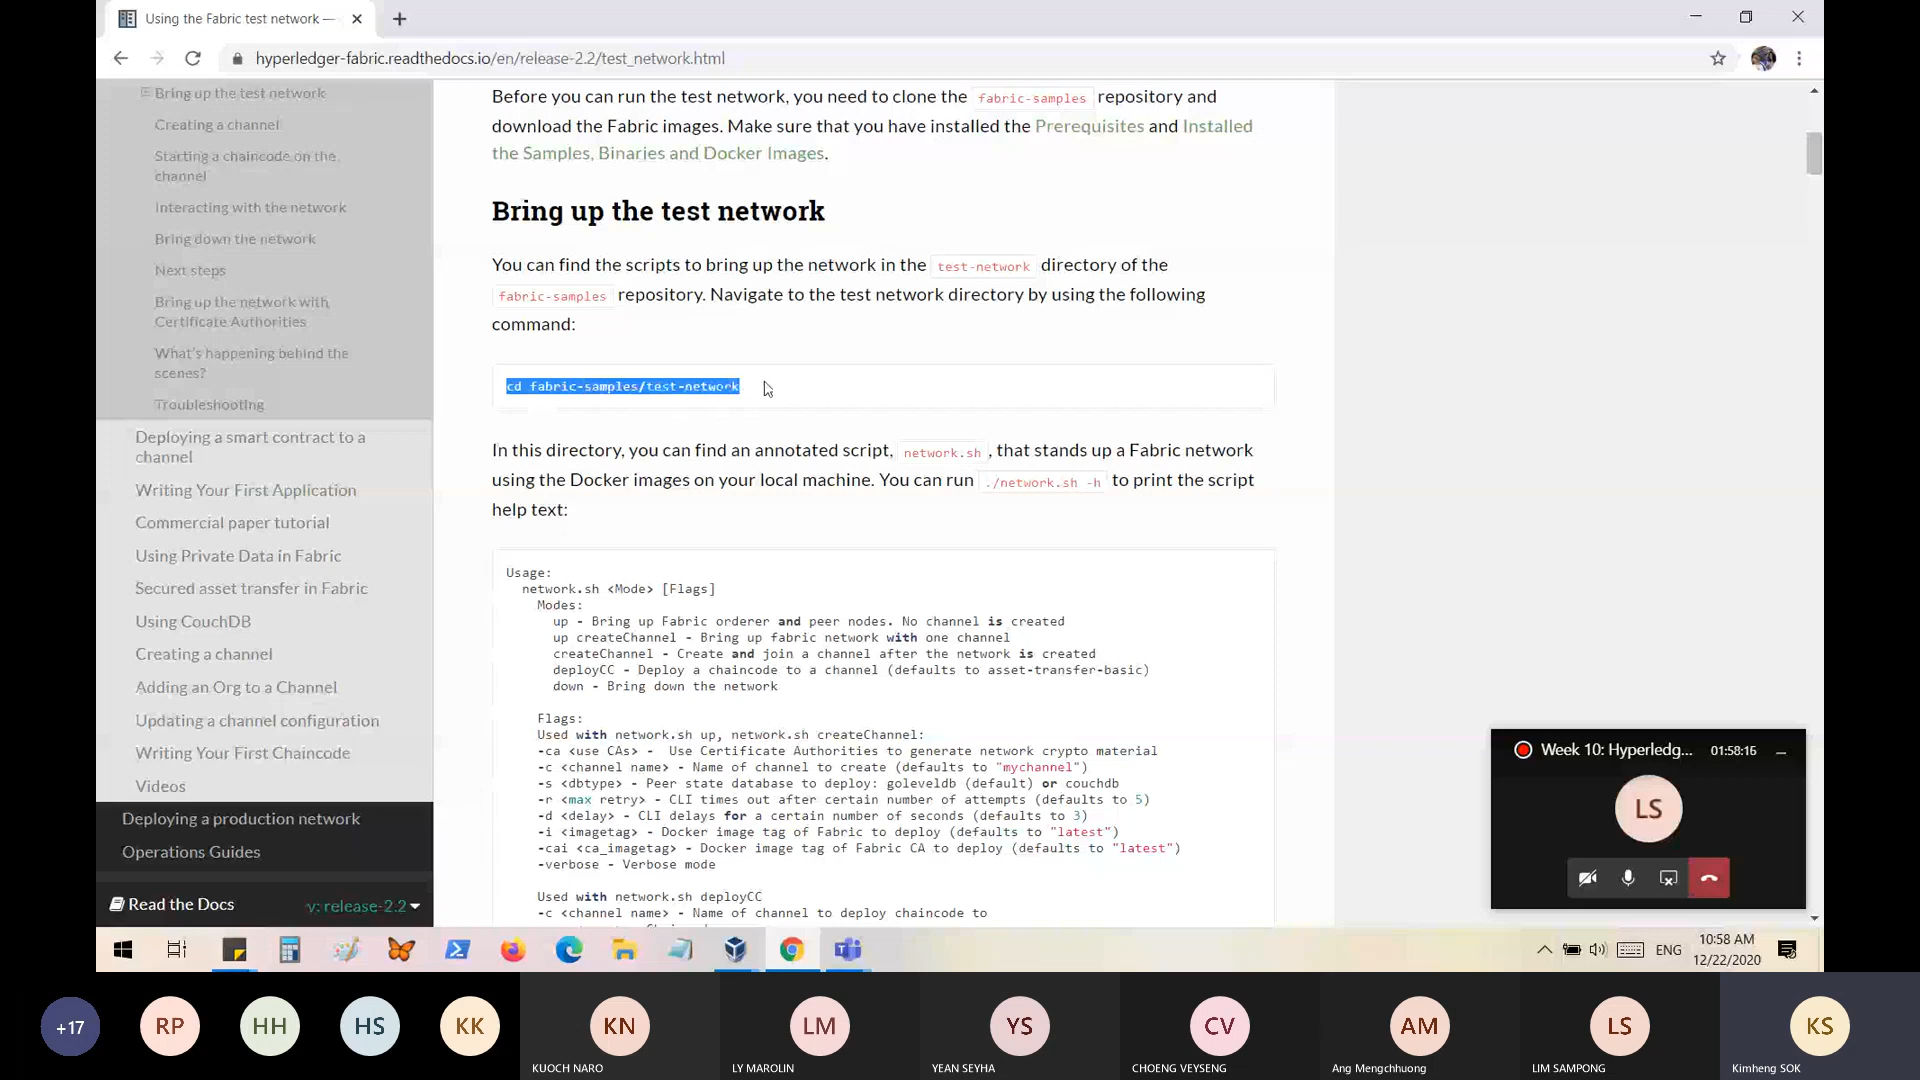 Using the Fabric test network —
hyperledger-fabric.readthedocs.io/en/release-2.2/test_network.html
Bring up the test network
Creating a channel
Starting a chaincode on the
channel
Interacting with the network
Bring down the network
Next steps
Bring up the network with
Certificate Authorities
What's happening behind the
scenes?
Troubleshooting
Deploying a smart contract to a
channel
Writing Your First Application
Commercial paper tutorial
Using Private Data in Fabric
Secured asset transfer in Fabric
Using CouchDB
Creating a channel
Adding an Org to a Channel
Updating a channel configuration
Writing Your First Chaincode
Videos
Deploying a production network
Operations Guides
Read the Docs
v: release-2.2
Before you can run the test network, you need to clone the fabric-samples repository and
download the Fabric images. Make sure that you have installed the Prerequisites and Installed
the Samples, Binaries and Docker Images.
Bring up the test network
You can find the scripts to bring up the network in the test-network directory of the
fabric-samples repository. Navigate to the test network directory by using the following
command:
cd fabric-samples/test-network
In this directory, you can find an annotated script, network.sh, that stands up a Fabric network
using the Docker images on your local machine. You can run ./network.sh -h to print the script
help text:
Usage:
network.sh <Mode> [Flags]
Modes:
up - Bring up Fabric orderer and peer nodes. No channel is created
up createChannel - Bring up fabric network with one channel
createChannel - Create and join a channel after the network is created
deployCC - Deploy a chaincode to a channel (defaults to asset-transfer-basic)
down - Bring down the network
Flags:
Used with network.sh up, network.sh createChannel:
-ca <use CAs> - Use Certificate Authorities to generate network crypto material
-c <channel name> - Name of channel to create (defaults to "mychannel")
-s <dbtype> - Peer state database to deploy: goleveldb (default) or couchdb
-r <max retry> - CLI times out after certain number of attempts (defaults to 5)
-d <delay> - CLI delays for a certain number of seconds (defaults to 3)
-i <imagetag> - Docker image tag of Fabric to deploy (defaults to "latest")
-cai <ca_imagetag> - Docker image tag of Fabric CA to deploy (defaults to "latest")
-verbose - Verbose mode
Used with network.sh deployCC
-c <channel name> - Name of channel to deploy chaincode to
Week 10: Hyperledg... 01:58:16
LS
ENG
10:58 AM
12/22/2020
+17
RP
HH
HS
KK
KN
KUOCH NARO
LM
LY MAROLIN
YS
YEAN SEYHA
CV
CHOENG VEYSENG
AM
Ang Mengchhuong
LS
LIM SAMPONG
KS
Kimheng SOK